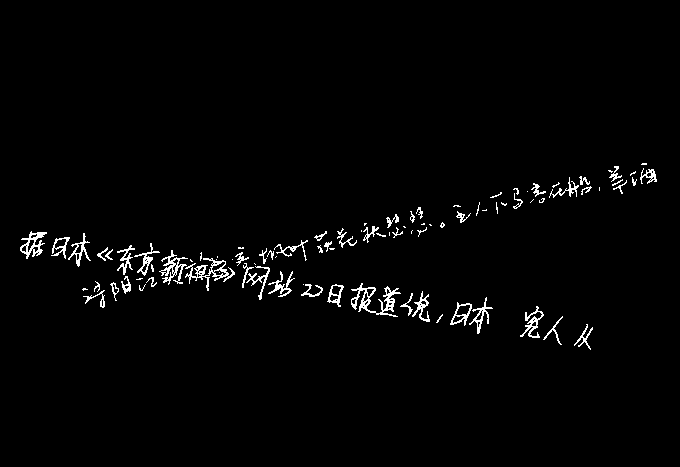 浔阳江头夜送客,枫叶荻花秋瑟瑟。主人下马客在船,举酒
据日本《东京新闻》网站22日报道说,日本 人《